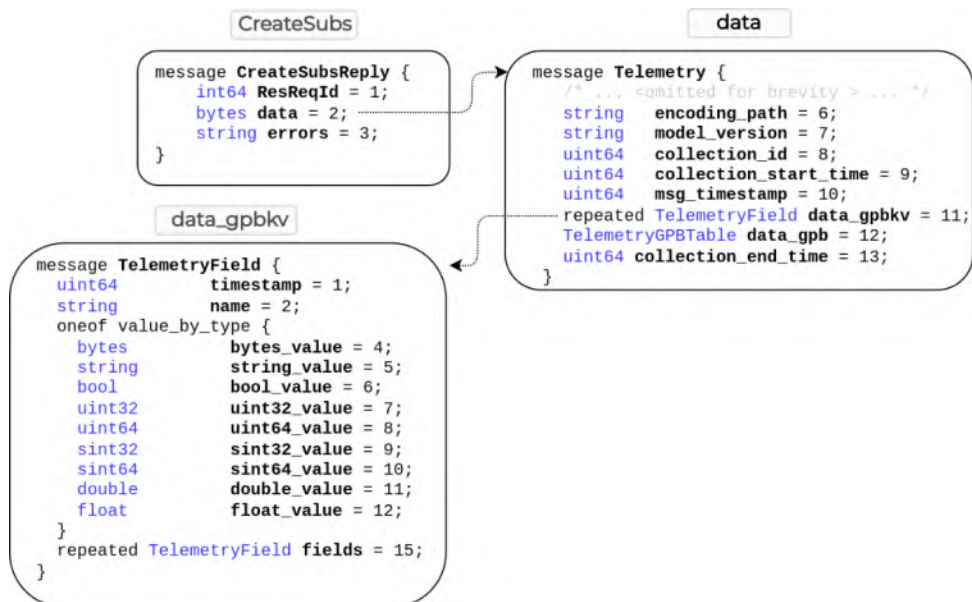 CreateSubs
message CreateSubsReply {
int64 ResReqId = 1;
bytes data = 2;
string errors = 3;
}
data
message Telemetry {
/* ... <omitted for brevity > ... */
string encoding_path = 6;
string model_version = 7;
uint64 collection_id = 8;
uint64 collection_start_time = 9;
uint64 msg_timestamp = 10;
repeated TelemetryField data_gpbkv = 11;
TelemetryGPBTable data_gpb = 12;
uint64 collection_end_time = 13;
}
data_gpbkv
message TelemetryField {
uint64 timestamp = 1;
string name = 2;
oneof value_by_type {
bytes bytes_value = 4;
string string_value = 5;
bool bool_value = 6;
uint32 uint32_value = 7;
uint64 uint64_value = 8;
sint32 sint32_value = 9;
sint64 sint64_value = 10;
double double_value = 11;
float float_value = 12;
}
repeated TelemetryField fields = 15;
}